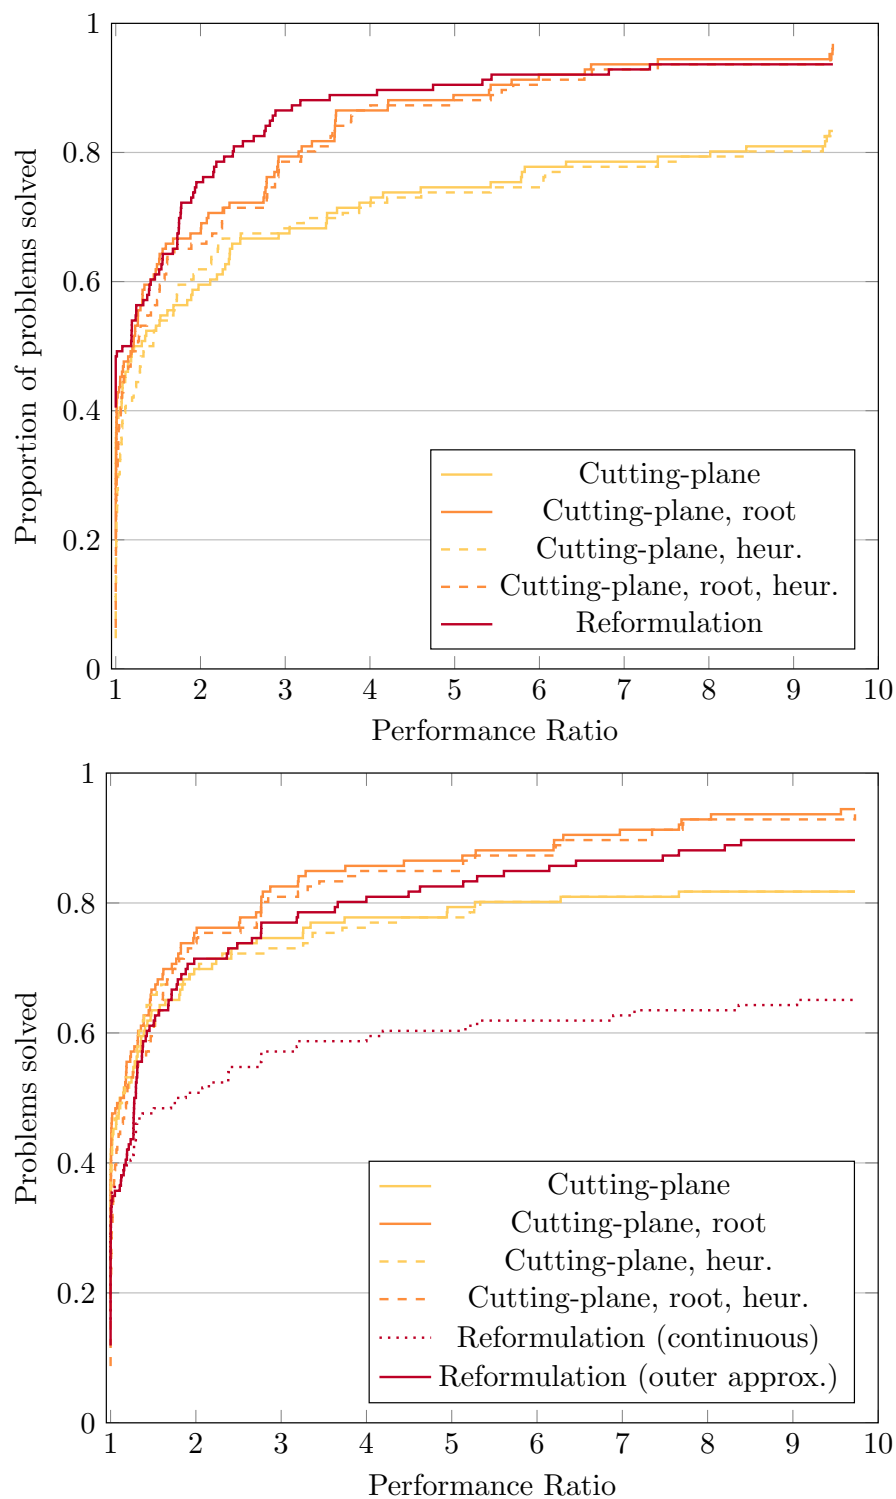 1
0.8
0.6
0.4
0.2
0
Proportion of problems solved
Cutting-plane
Cutting-plane, root
Cutting-plane, heur.
Cutting-plane, root, heur.
Reformulation
1 2 3 4 5 6 7 8 9 10
Performance Ratio
1
0.8
0.6
0.4
0.2
0
Problems solved
Cutting-plane
Cutting-plane, root
Cutting-plane, heur.
Cutting-plane, root, heur.
Reformulation (continuous)
Reformulation (outer approx.)
1 2 3 4 5 6 7 8 9 10
Performance Ratio